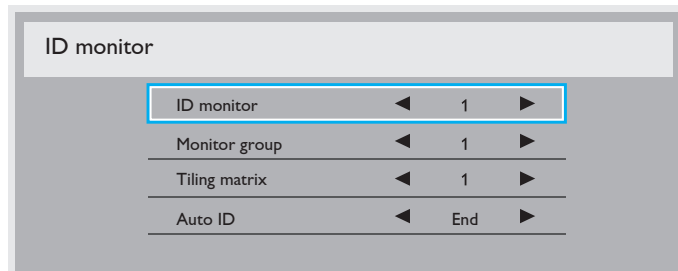 ID monitor
ID monitor ◀ 1 ▶
Monitor group ◀ 1 ▶
Tiling matrix ◀ 1 ▶
Auto ID ◀ End ▶